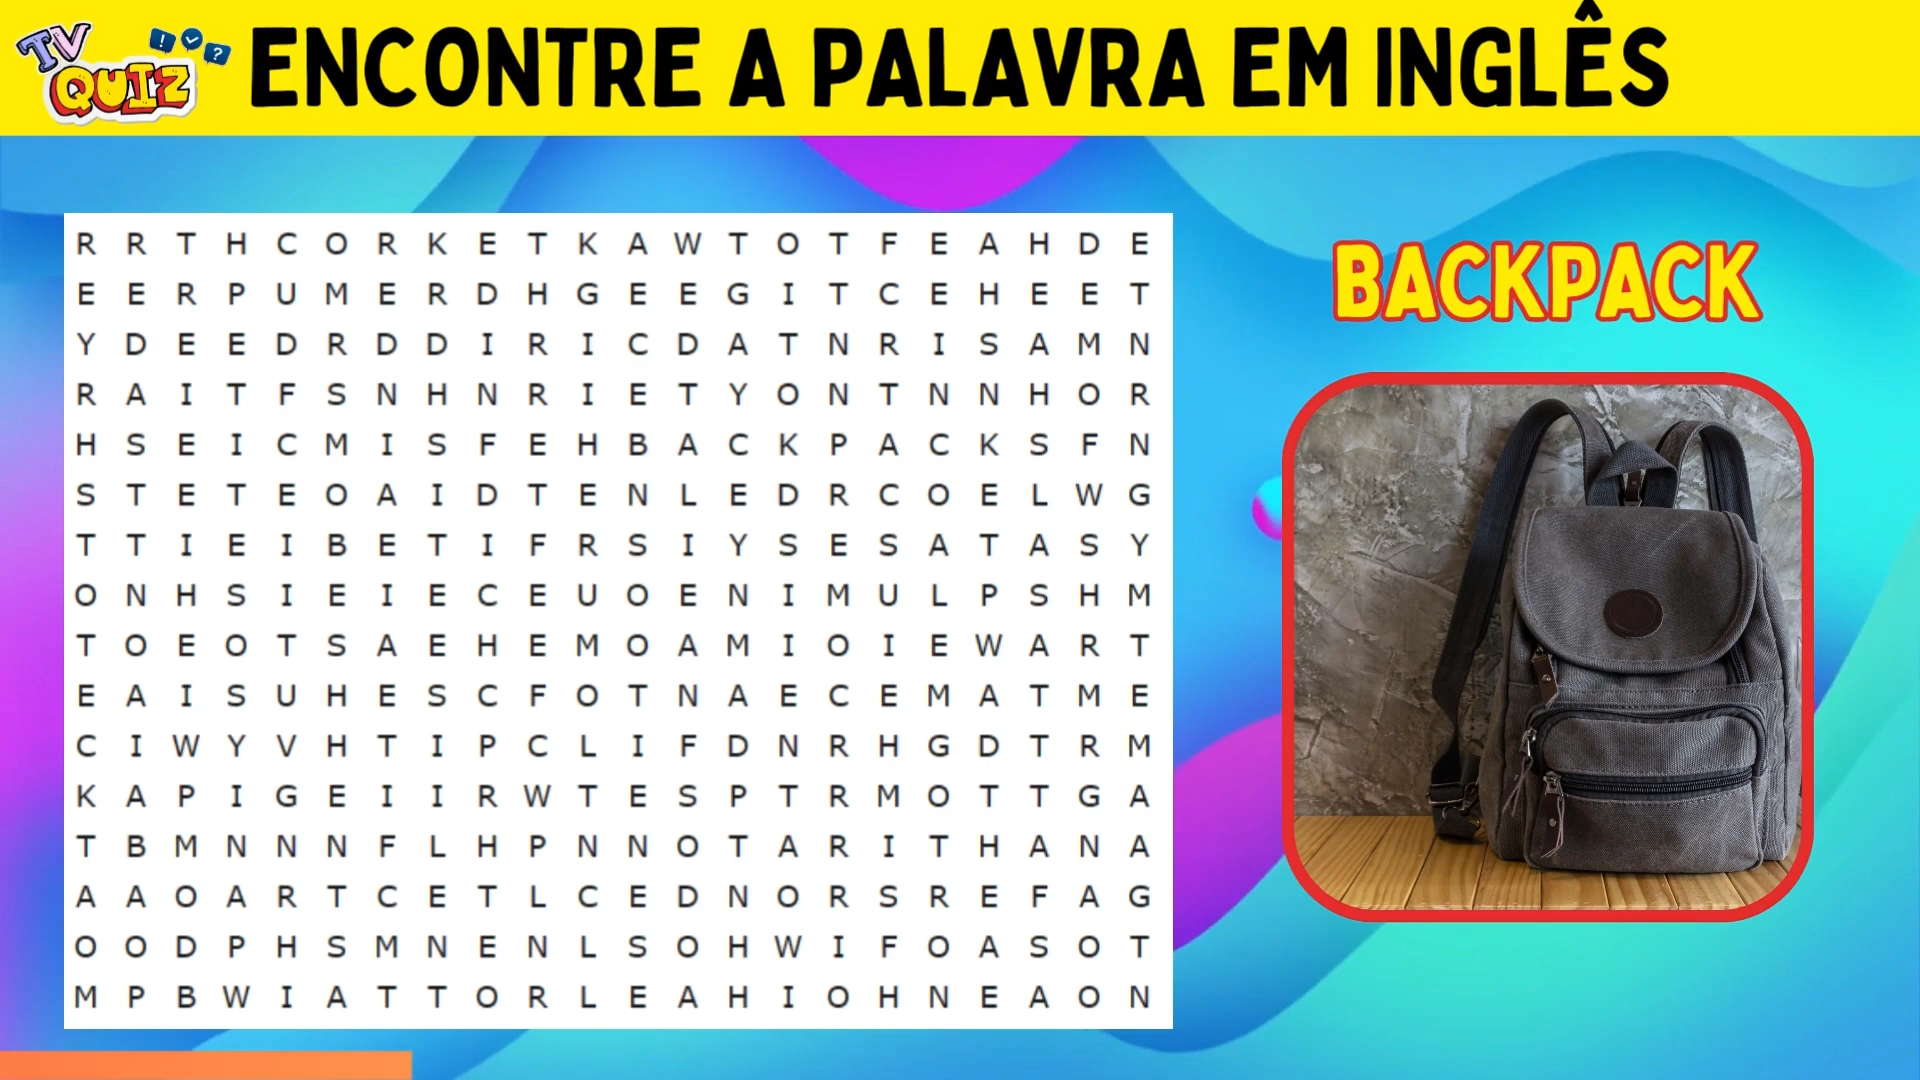 TV QUIZ ! ?
ENCONTRE A PALAVRA EM INGLÊS
R R T H C O R K E T K A W T O T F E A H D E
E E R P U M E R D H G E E G I T C E H E E T
Y D E E D R D D I R I C D A T N R I S A M N
R A I T F S N H N R I E T Y O N T N N H O R
H S E I C M I S F E H B A C K P A C K S F N
S T E T E O A I D T E N L E D R C O E L W G
T T I E I B E T I F R S I Y S E S A T A S Y
O N H S I E I E C E U O E N I M U L P S H M
T O E O T S A E H E M O A M I O I E W A R T
E A I S U H E S C F O T N A E C E M A T M E
C I W Y V H T I P C L I F D N R H G D T R M
K A P I G E I I R W T E S P T R M O T T G A
T B M N N N F L H P N N O T A R I T H A N A
A A O A R T C E T L C E D N O R S R E F A G
O O D P H S M N E N L S O H W I F O A S O T
M P B W I A T T O R L E A H I O H N E A O N
BACKPACK